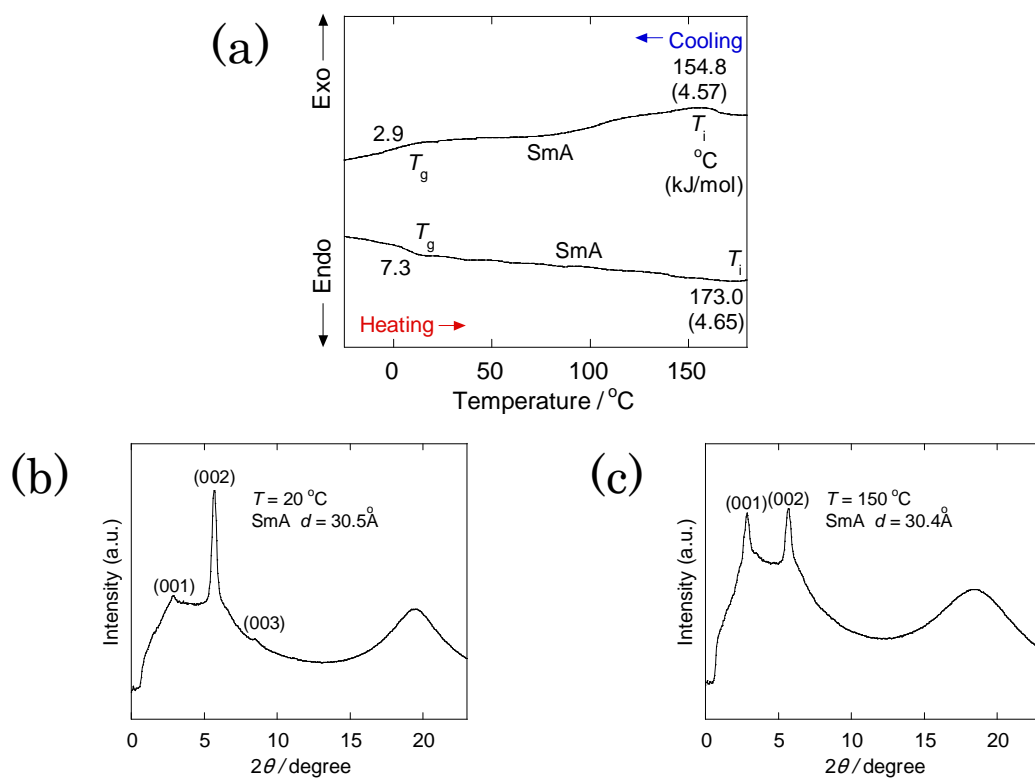 (a)
Exo
Endo
← Cooling
154.8
(4.57)
2.9
Tg
SmA
Ti
°C
(kJ/mol)
Tg
SmA
Ti
7.3
173.0
(4.65)
Heating →
0 50 100 150
Temperature / °C
(b)
(002)
T = 20 °C
SmA d = 30.5Å
(001)
(003)
Intensity (a.u.)
0 5 10 15 20
2θ / degree
(c)
(001) (002)
T = 150 °C
SmA d = 30.4Å
Intensity (a.u.)
0 5 10 15 20
2θ / degree